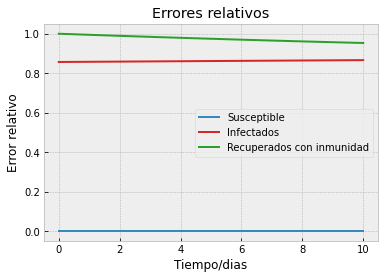 Errores relativos
1.0
0.8
0.6
0.4
0.2
0.0
Error relativo
Susceptible
Infectados
Recuperados con inmunidad
0 2 4 6 8 10
Tiempo/dias